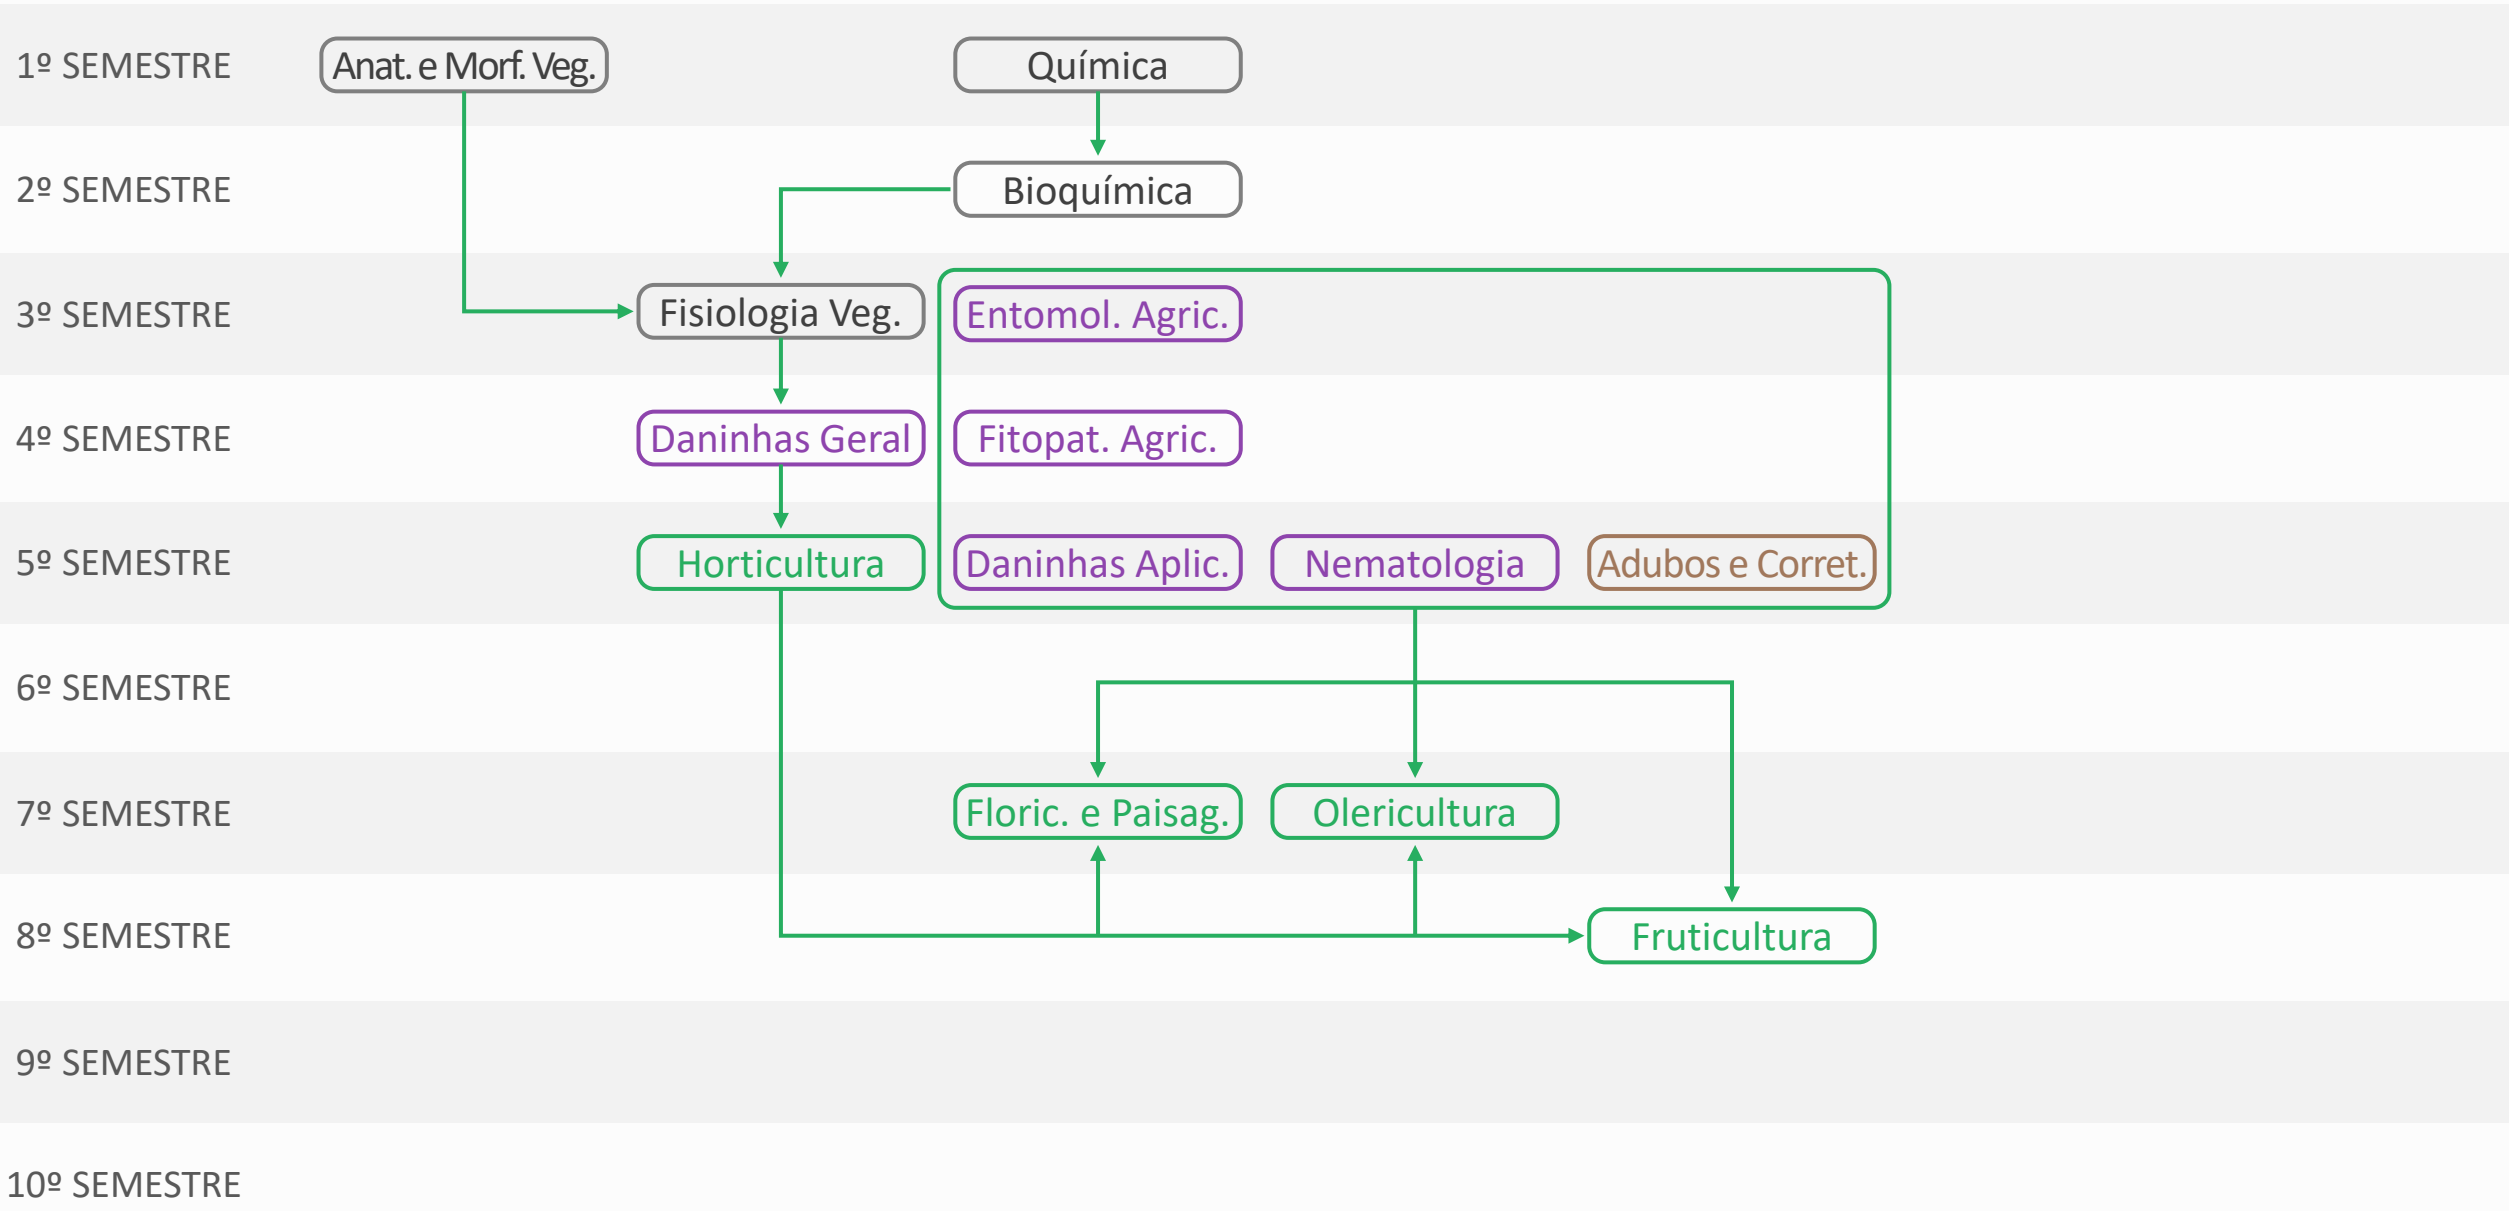 1º SEMESTRE
Anat. e Morf. Veg.
Química
2º SEMESTRE
Bioquímica
3º SEMESTRE
Fisiologia Veg.
Entomol. Agric.
4º SEMESTRE
Daninhas Geral
Fitopat. Agric.
5º SEMESTRE
Horticultura
Daninhas Aplic.
Nematologia
Adubos e Corret.
6º SEMESTRE
7º SEMESTRE
Floric. e Paisag.
Olericultura
8º SEMESTRE
Fruticultura
9º SEMESTRE
10º SEMESTRE